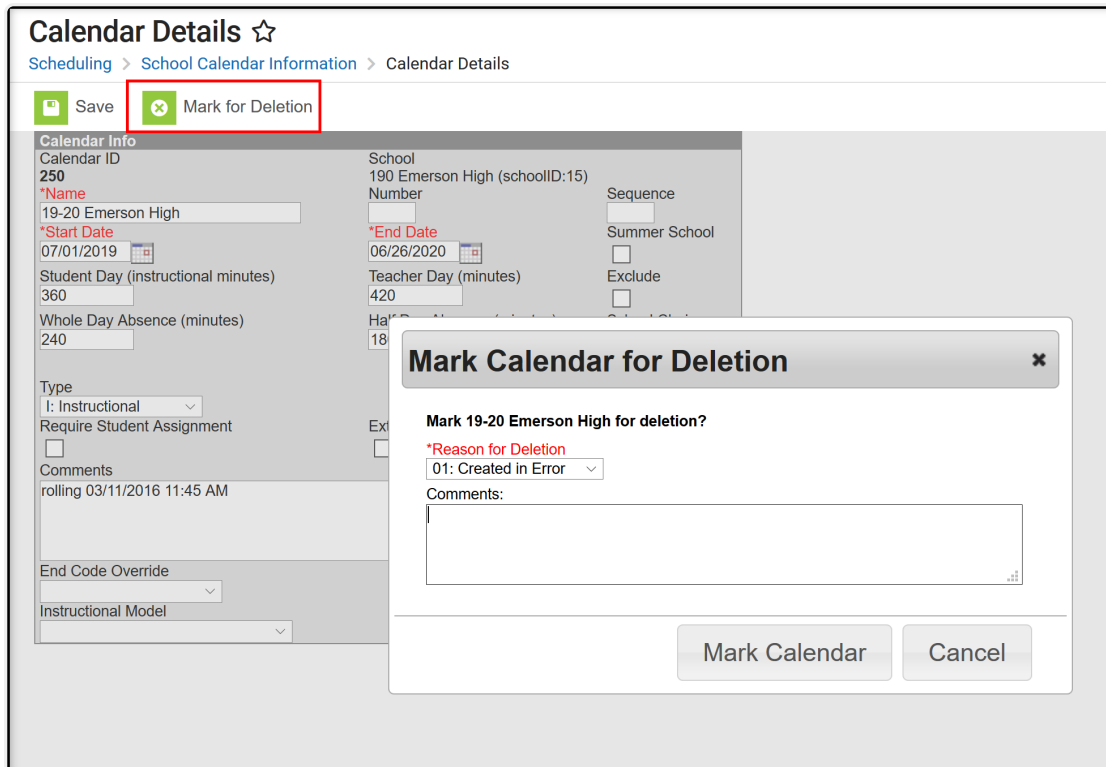 Calendar Details
Scheduling > School Calendar Information > Calendar Details
Save Mark for Deletion
Calendar Info
Calendar ID School
250 190 Emerson High (schoolID:15)
*Name Number Sequence
19-20 Emerson High
*Start Date *End Date Summer School
07/01/2019 06/26/2020
Student Day (instructional minutes) Teacher Day (minutes) Exclude
360 420
Whole Day Absence (minutes)
240
Type
I: Instructional
Require Student Assignment
Comments
rolling 03/11/2016 11:45 AM
End Code Override
Instructional Model
Mark Calendar for Deletion
Mark 19-20 Emerson High for deletion?
*Reason for Deletion
01: Created in Error
Comments:
Mark Calendar Cancel